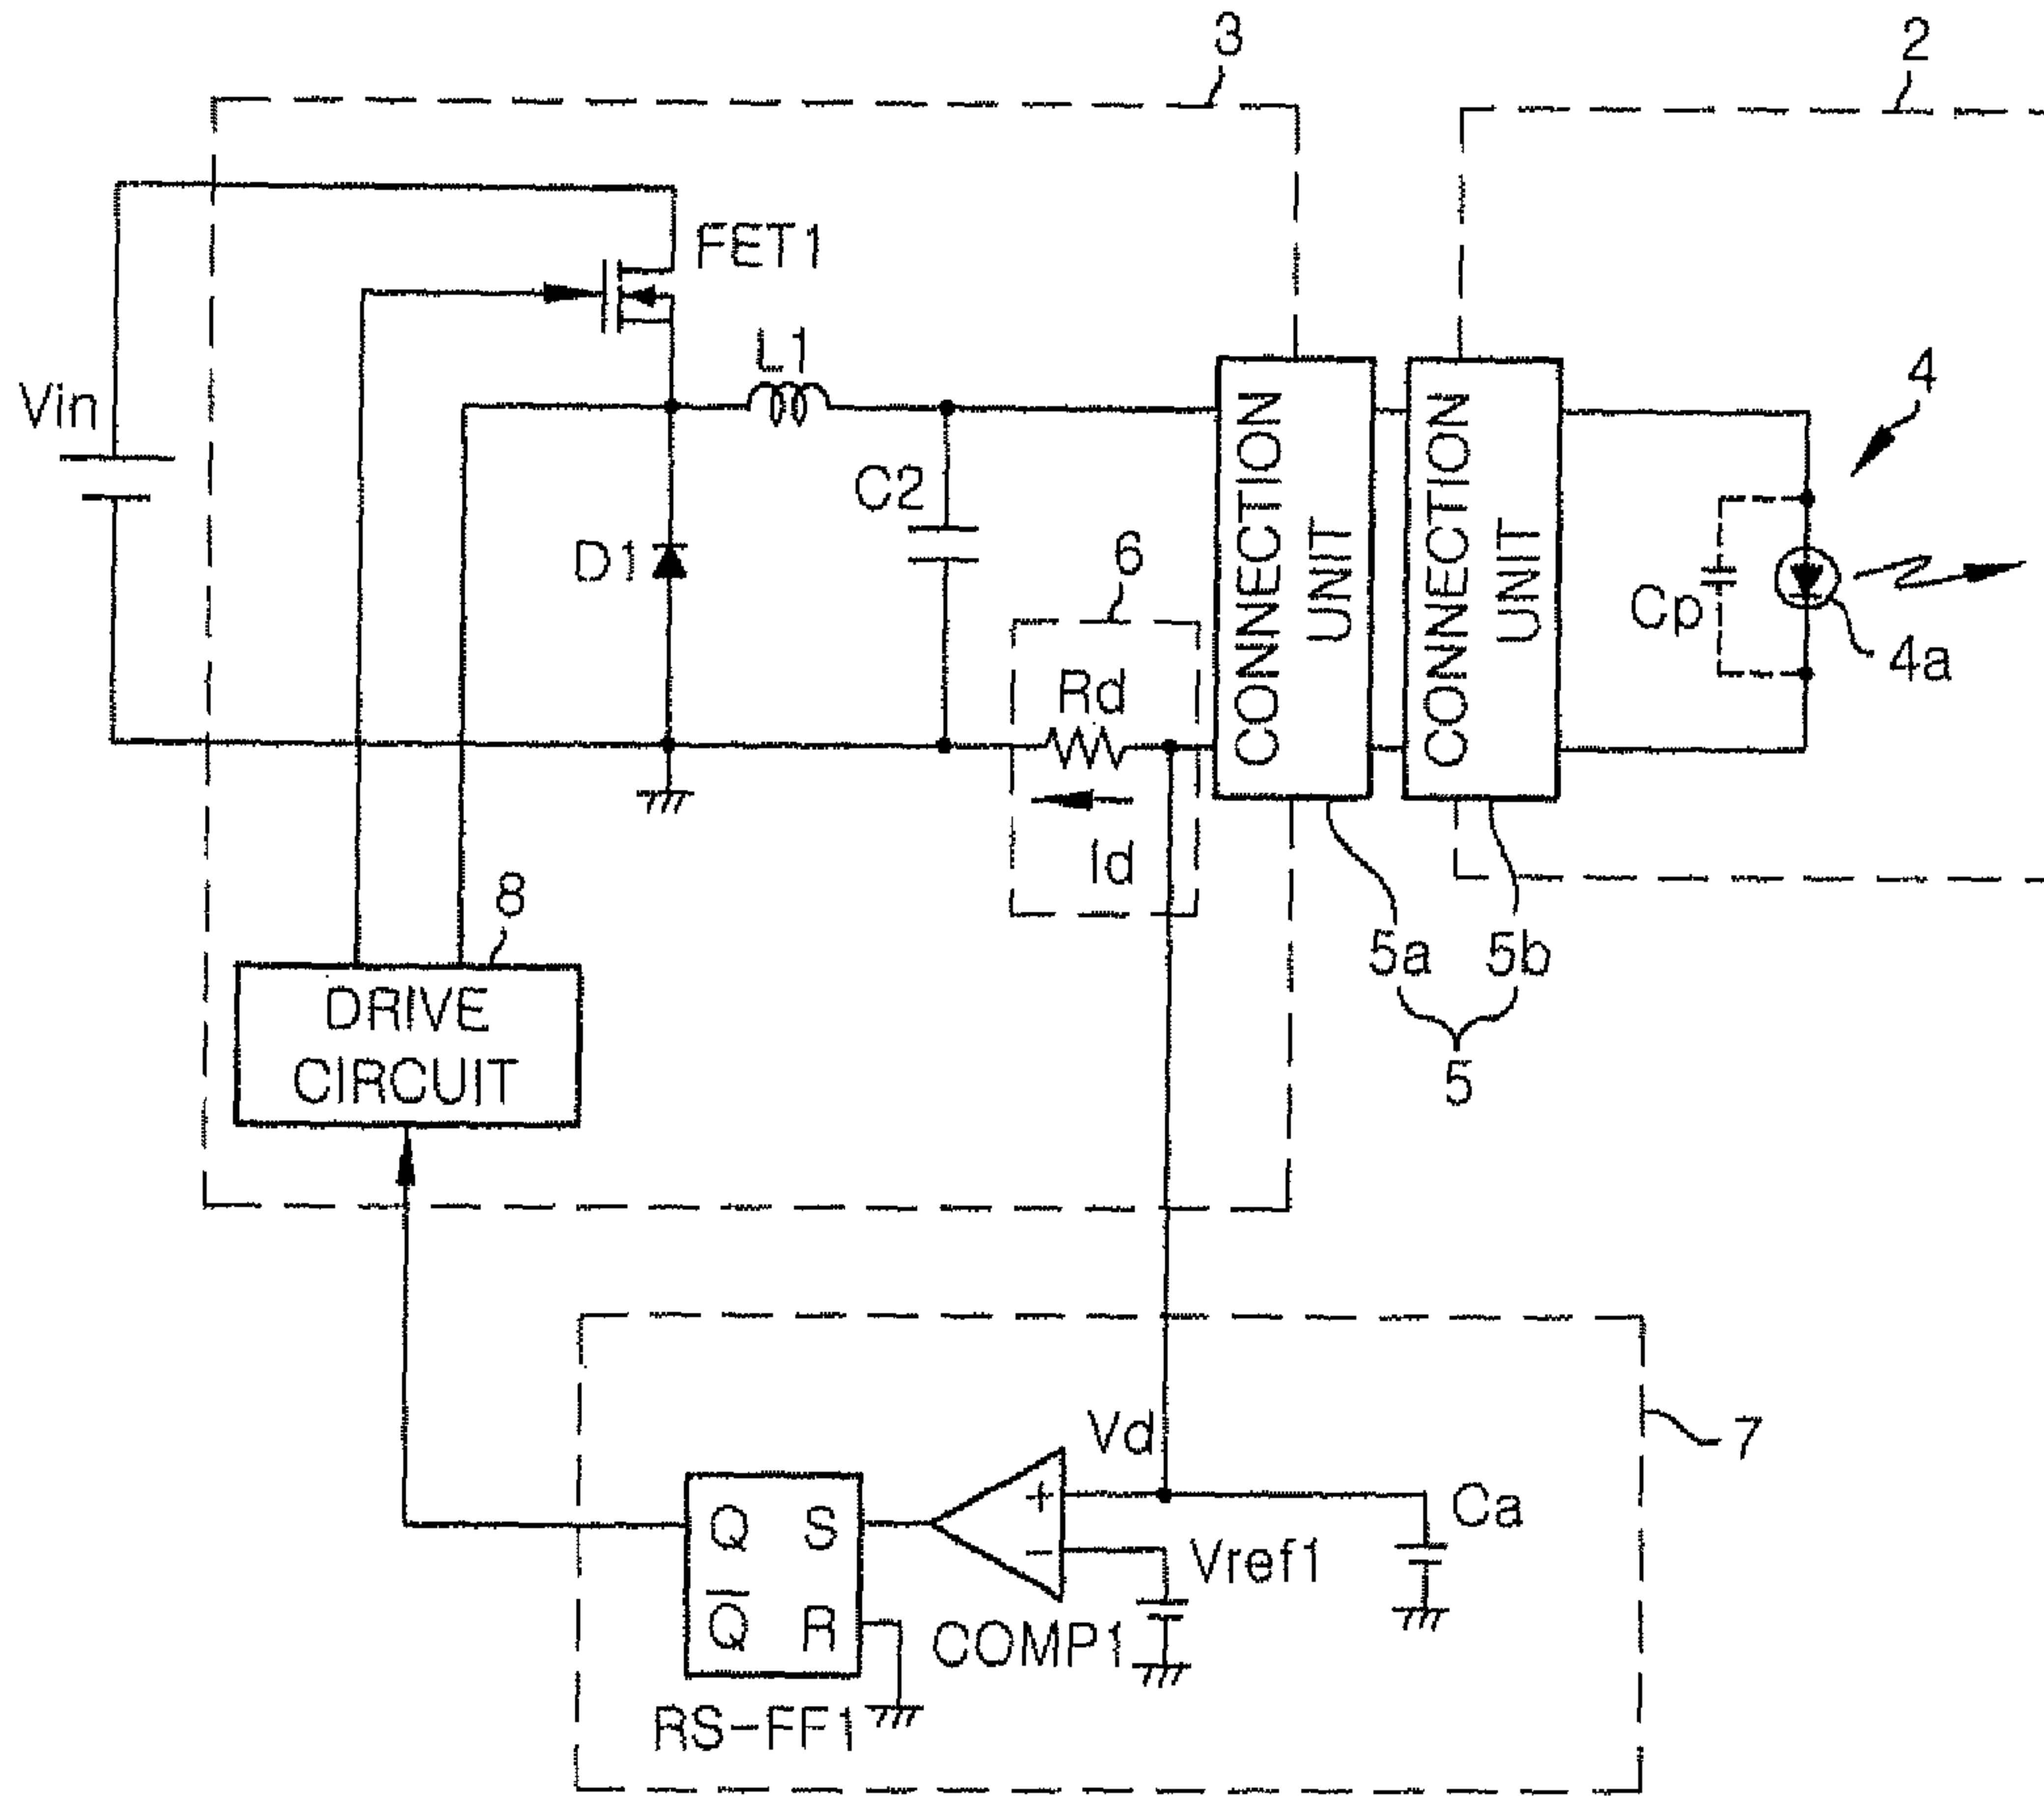 3
2
FET1
L1
Vin
4
C2
CONNECTION
UNIT
CONNECTION
UNIT
D1
6
Cp
4a
Rd
Id
8
5a
5b
5
DRIVE
CIRCUIT
7
Vd
Ca
Q
S
+
−
Vref1
Q̅
R
COMP1
RS-FF1